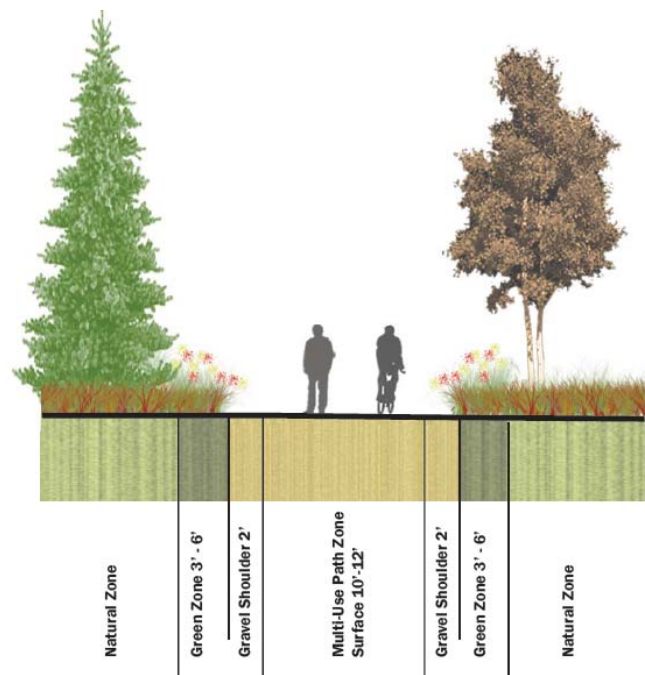 Natural Zone
Green Zone 3' - 6'
Gravel Shoulder 2'
Multi-Use Path Zone
Surface 10'-12'
Gravel Shoulder 2'
Green Zone 3' - 6'
Natural Zone